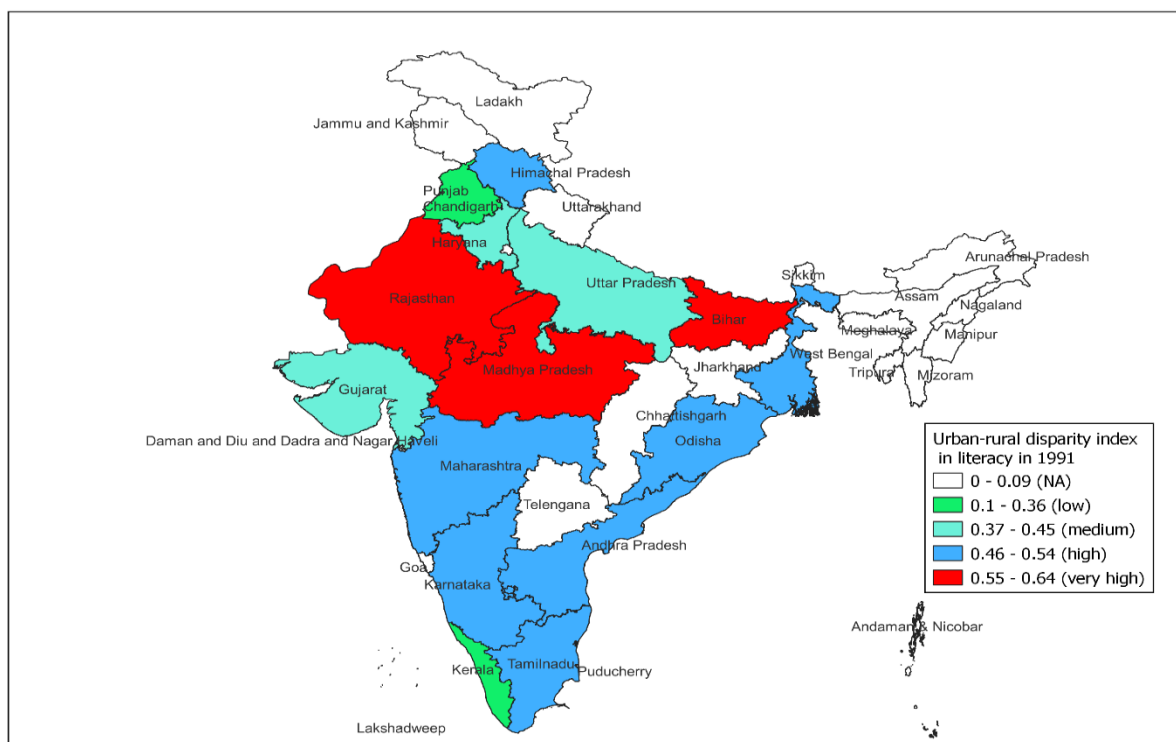 Ladakh
Jammu and Kashmir
Himachal Pradesh
Punjab
Chandigarh
Uttarakhand
Haryana
Arunachal Pradesh
Sikkim
Uttar Pradesh
Rajasthan
Assam
Nagaland
Bihar
Meghalaya
Manipur
West Bengal
Jharkhand
Madhya Pradesh
Tripura
Mizoram
Gujarat
Chhattishgarh
Daman and Diu and Dadra and Nagar Haveli
Odisha
Maharashtra
Telengana
Andhra Pradesh
Goa
Karnataka
Andaman & Nicobar
Kerala
Tamilnadu
Puducherry
Lakshadweep
Urban-rural disparity index
in literacy in 1991
0 - 0.09 (NA)
0.1 - 0.36 (low)
0.37 - 0.45 (medium)
0.46 - 0.54 (high)
0.55 - 0.64 (very high)